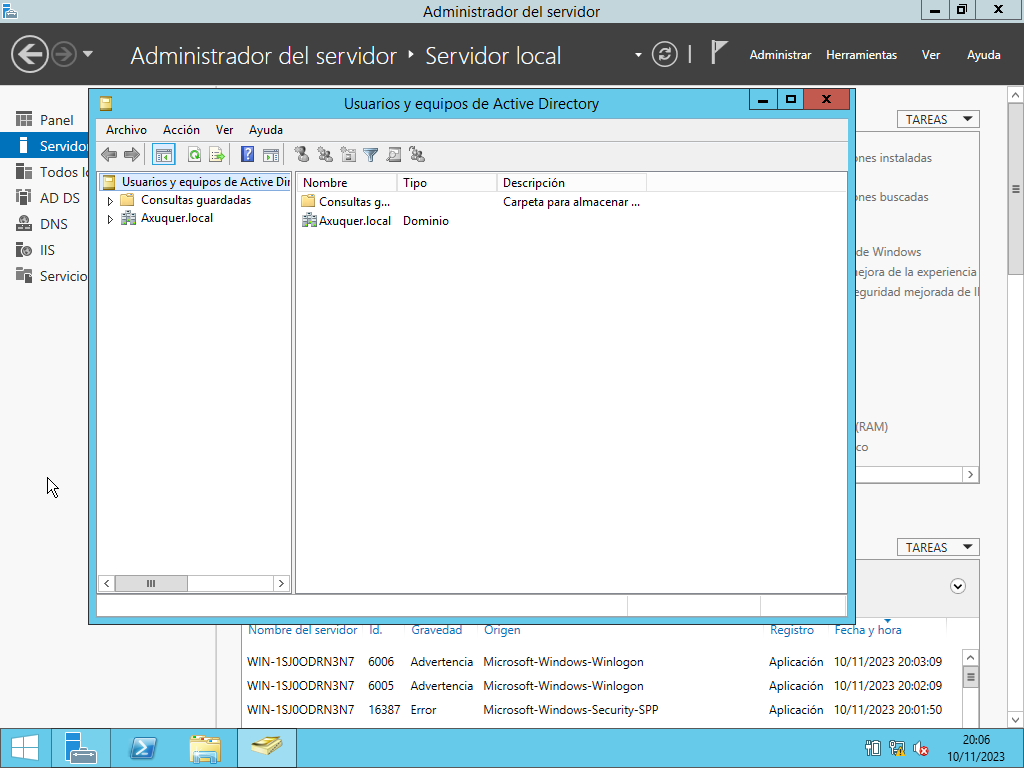 Administrador del servidor
Administrador del servidor ‣ Servidor local
Administrar Herramientas Ver Ayuda
Panel
Servidor
Todos lo
AD DS
DNS
IIS
Servicio
Usuarios y equipos de Active Directory
Archivo Acción Ver Ayuda
Usuarios y equipos de Active Dir
Consultas guardadas
Axuquer.local
Nombre Tipo Descripción
Consultas g... Carpeta para almacenar ...
Axuquer.local Dominio
TAREAS
ones instaladas
ones buscadas
de Windows
ejora de la experiencia
eguridad mejorada de II
(RAM)
co
TAREAS
Nombre del servidor Id. Gravedad Origen Registro Fecha y hora
WIN-1SJ0ODRN3N7 6006 Advertencia Microsoft-Windows-Winlogon Aplicación 10/11/2023 20:03:09
WIN-1SJ0ODRN3N7 6005 Advertencia Microsoft-Windows-Winlogon Aplicación 10/11/2023 20:02:09
WIN-1SJ0ODRN3N7 16387 Error Microsoft-Windows-Security-SPP Aplicación 10/11/2023 20:01:50
20:06
10/11/2023